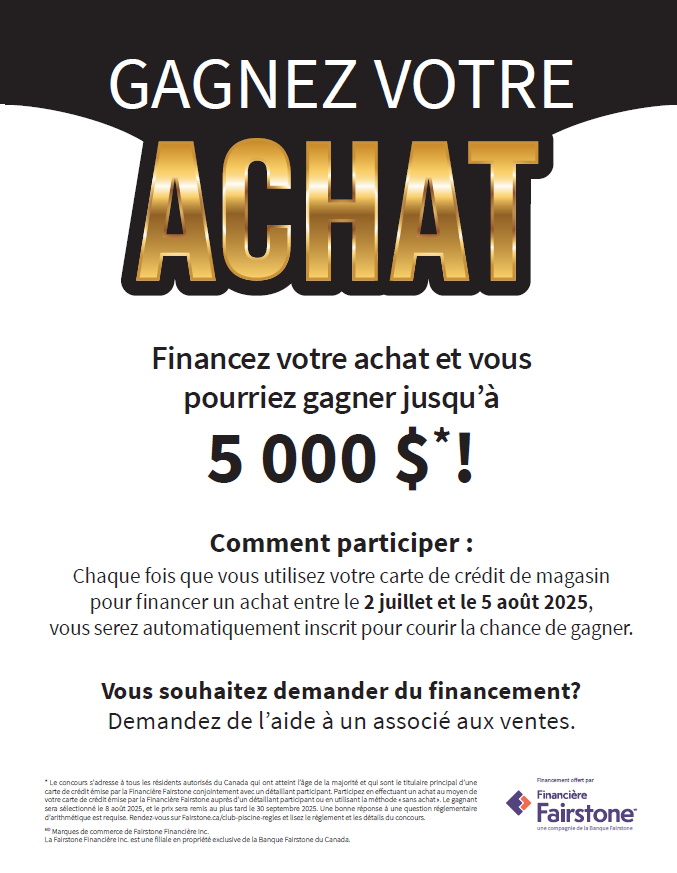 GAGNEZ VOTRE
ACHAT
Financez votre achat et vous
pourriez gagner jusqu’à
5 000 $*!
Comment participer :
Chaque fois que vous utilisez votre carte de crédit de magasin
pour financer un achat entre le 2 juillet et le 5 août 2025,
vous serez automatiquement inscrit pour courir la chance de gagner.
Vous souhaitez demander du financement?
Demandez de l’aide à un associé aux ventes.
* Le concours s’adresse à tous les résidents autorisés du Canada qui ont atteint l’âge de la majorité et qui sont le titulaire principal d’une
carte de crédit émise par la Financière Fairstone conjointement avec un détaillant participant. Participez en effectuant un achat au moyen de
votre carte de crédit émise par la Financière Fairstone auprès d’un détaillant participant ou en utilisant la méthode « sans achat ». Le gagnant
sera sélectionné le 8 août 2025, et le prix sera remis au plus tard le 30 septembre 2025. Une bonne réponse à une question réglementaire
d’arithmétique est requise. Rendez-vous sur Fairstone.ca/club-piscine-regles et lisez le règlement et les détails du concours.
MD Marques de commerce de Fairstone Financière inc.
La Fairstone Financière inc. est une filiale en propriété exclusive de la Banque Fairstone du Canada.
Financement offert par
Financière
Fairstone
une compagnie de la Banque Fairstone